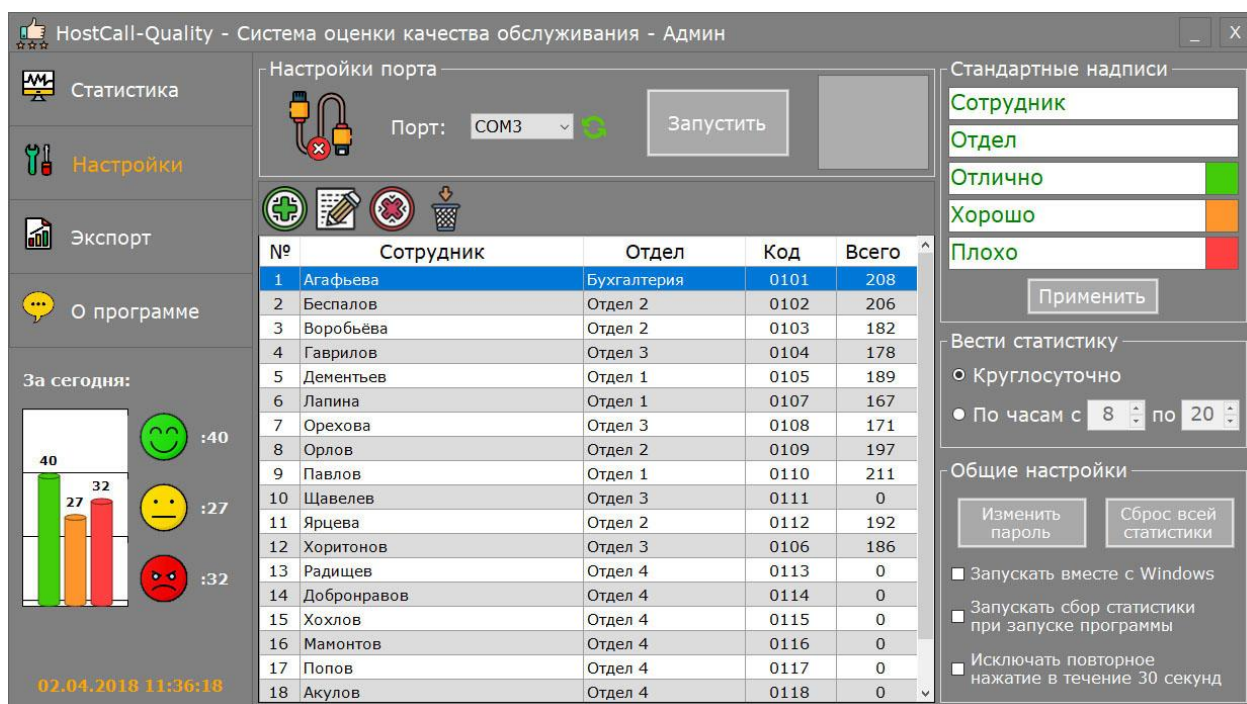 HostCall-Quality - Система оценки качества обслуживания - Админ
_ X
Статистика
Настройки
Экспорт
О программе
За сегодня:
40
27
32
:40
:27
:32
02.04.2018 11:36:18
Настройки порта
Порт: COM3
Запустить
№ Сотрудник Отдел Код Всего
1 Агафьева Бухгалтерия 0101 208
2 Беспалов Отдел 2 0102 206
3 Воробьёва Отдел 2 0103 182
4 Гаврилов Отдел 3 0104 178
5 Дементьев Отдел 1 0105 189
6 Лапина Отдел 1 0107 167
7 Орехова Отдел 3 0108 171
8 Орлов Отдел 2 0109 197
9 Павлов Отдел 1 0110 211
10 Щавелев Отдел 3 0111 0
11 Ярцева Отдел 2 0112 192
12 Хоритонов Отдел 3 0106 186
13 Радищев Отдел 4 0113 0
14 Добронравов Отдел 4 0114 0
15 Хохлов Отдел 4 0115 0
16 Мамонтов Отдел 4 0116 0
17 Попов Отдел 4 0117 0
18 Акулов Отдел 4 0118 0
Стандартные надписи
Сотрудник
Отдел
Отлично
Хорошо
Плохо
Применить
Вести статистику
Круглосуточно
По часам с 8 по 20
Общие настройки
Изменить
пароль
Сброс всей
статистики
Запускать вместе с Windows
Запускать сбор статистики
при запуске программы
Исключать повторное
нажатие в течение 30 секунд